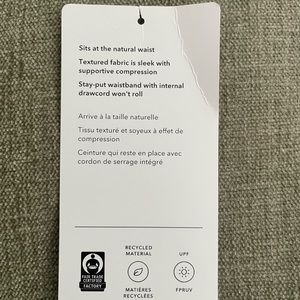 Sits at the natural waist
Textured fabric is sleek with
supportive compression
Stay-put waistband with internal
drawcord won't roll
Arrive à la taille naturelle
Tissu texturé et soyeux à effet de
compression
Ceinture qui reste en place avec
cordon de serrage intégré
RECYCLED
MATERIAL
UPF
FAIR TRADE
CERTIFIED
FACTORY
MATIÈRES
RECYCLÉES
FPRUV